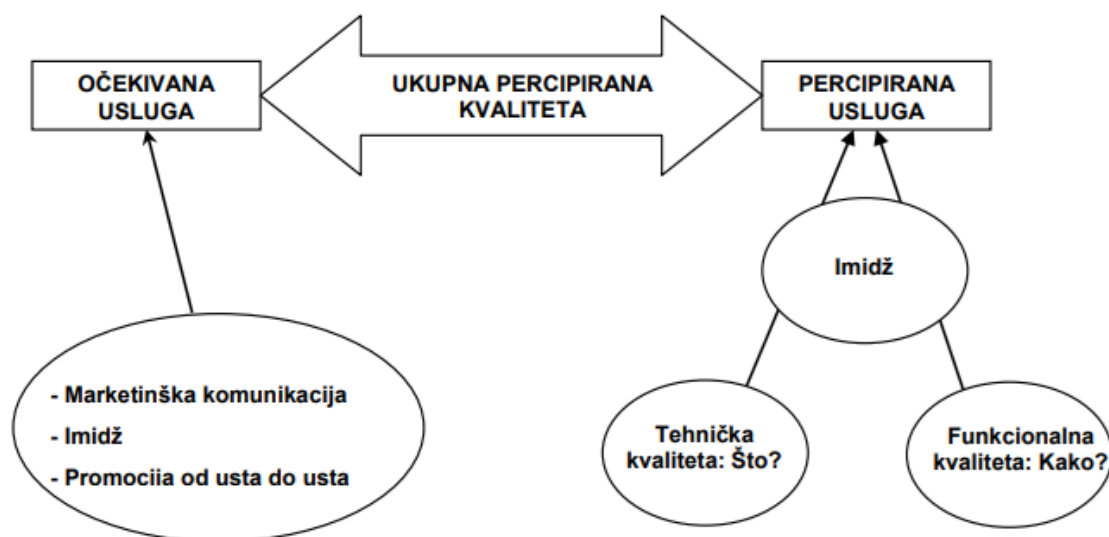 OČEKIVANA
USLUGA
UKUPNA PERCIPIRANA
KVALITETA
PERCIPIRANA
USLUGA
Imidž
- Marketinška komunikacija
- Imidž
- Promociia od usta do usta
Tehnička
kvaliteta: Što?
Funkcionalna
kvaliteta: Kako?